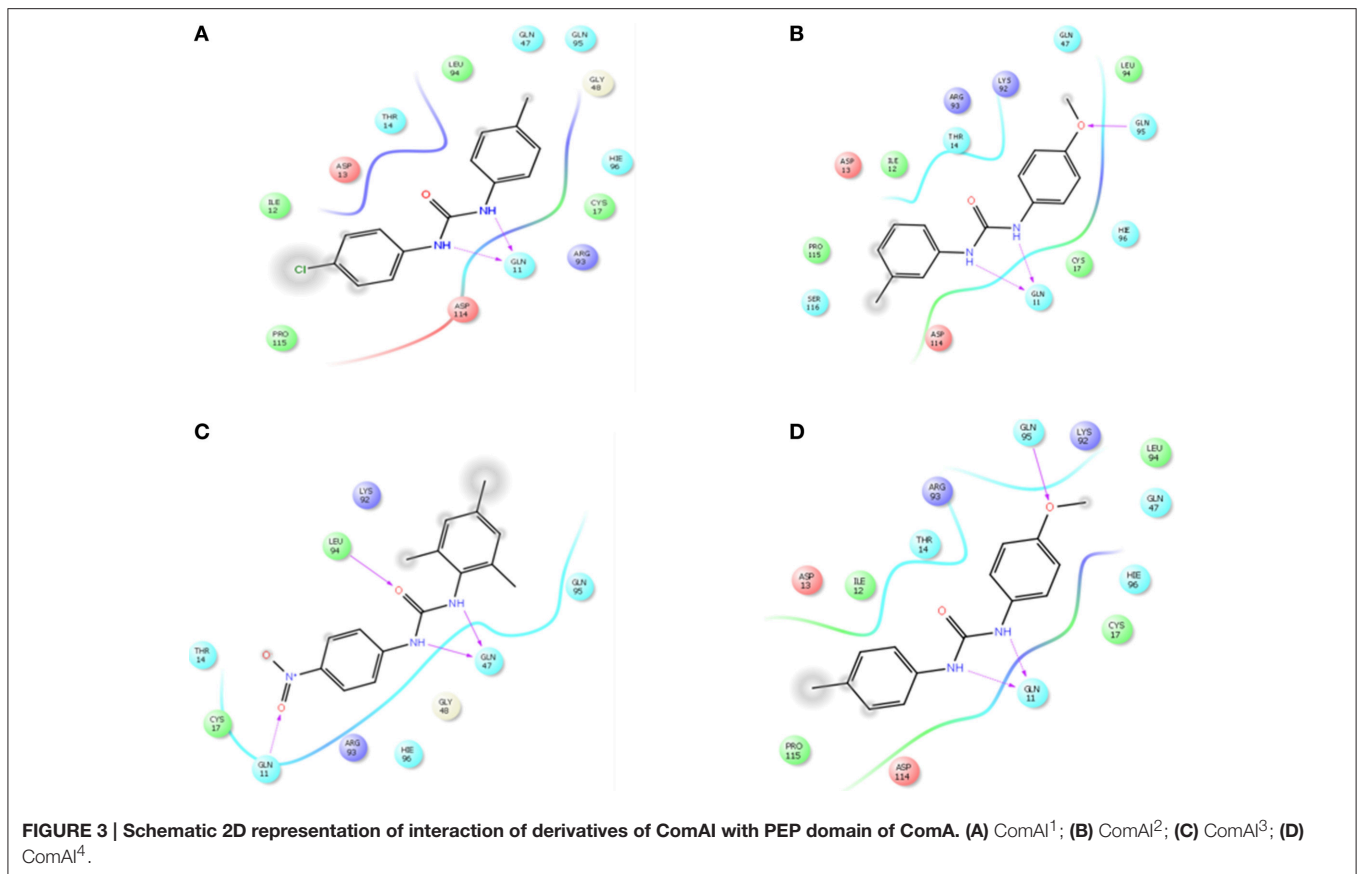 A
GLN
47
GLN
95
LEU
94
GLY
48
THR
14
ASP
13
HIE
96
ILE
12
O
NH
CYS
17
NH
GLN
11
ARG
93
Cl
ASP
114
PRO
115
B
GLN
47
LEU
94
LYS
92
ARG
93
O
GLN
95
THR
14
ASP
13
ILE
12
O
HIE
96
N
H
CYS
17
PRO
115
N
H
SER
116
GLN
11
ASP
114
C
LYS
92
LEU
94
O
NH
GLN
95
NH
GLN
47
THR
14
O-
N+
O
GLY
48
CYS
17
ARG
93
HIE
96
GLN
11
D
GLN
95
LYS
92
LEU
94
ARG
93
GLN
47
O
THR
14
ASP
13
ILE
12
HIE
96
O
NH
CYS
17
NH
GLN
11
PRO
115
ASP
114
FIGURE 3 | Schematic 2D representation of interaction of derivatives of ComAI with PEP domain of ComA. (A) ComAI1; (B) ComAI2; (C) ComAI3; (D)
ComAI4.